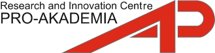 Research and Innovation Centre
PRO-AKADEMIA